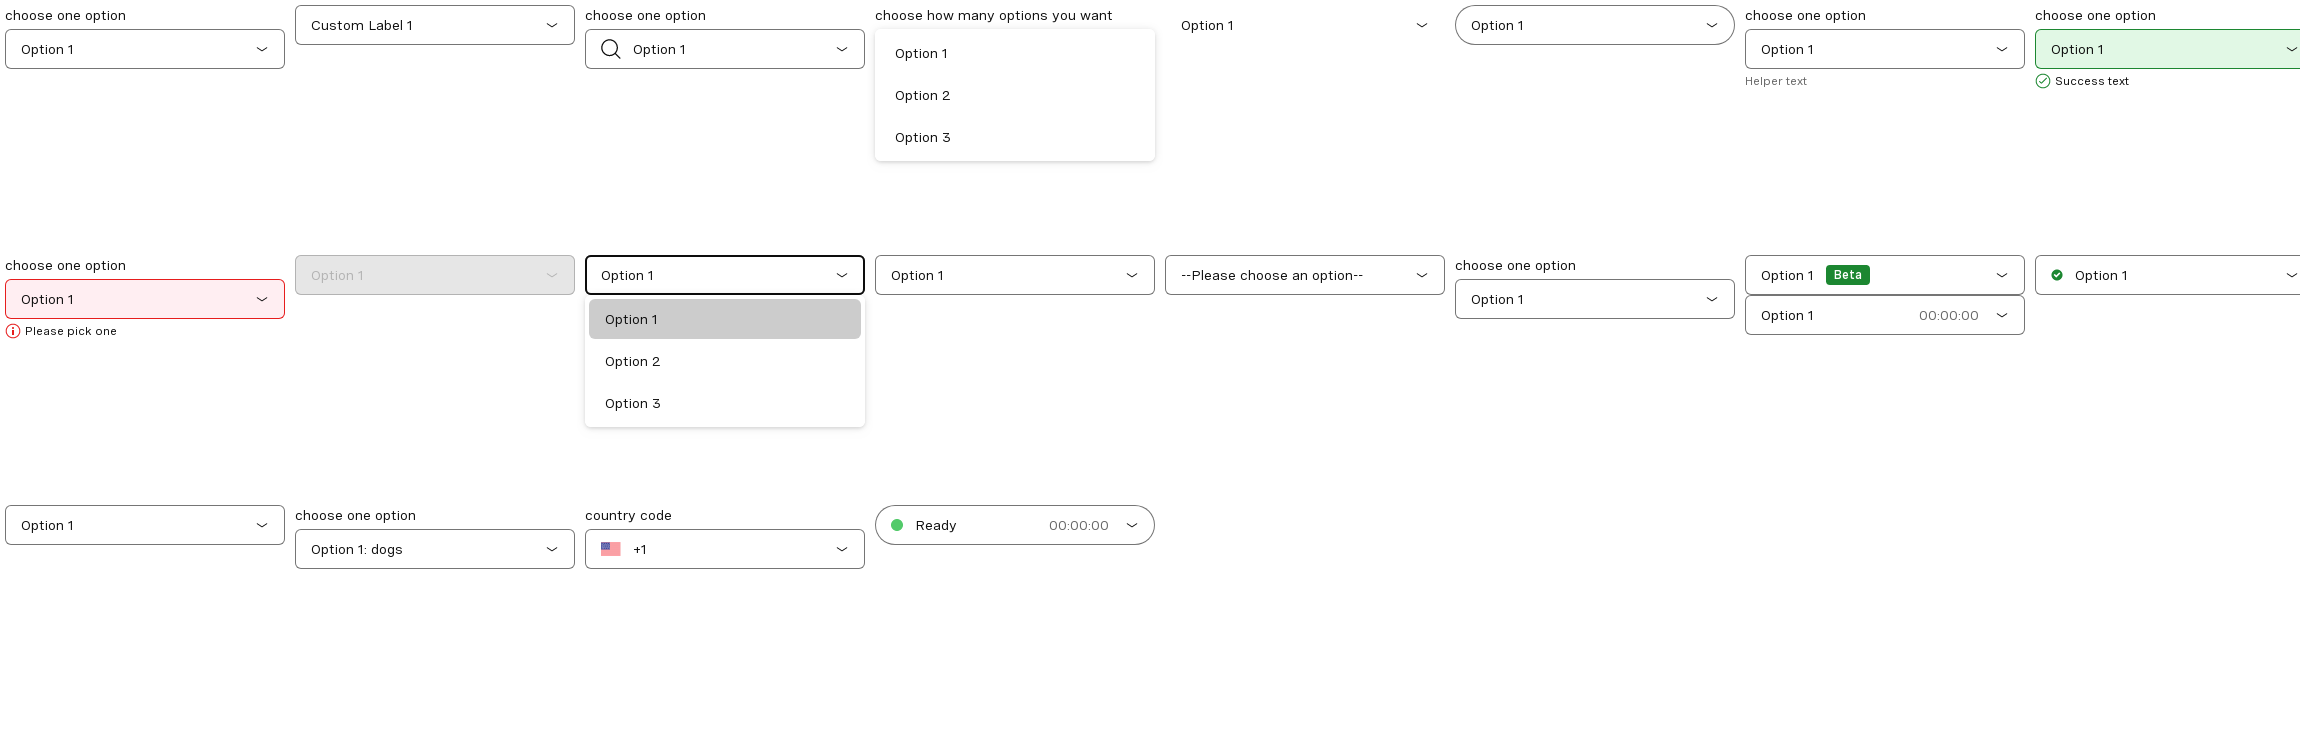 choose one option
Option 1
Custom Label 1
choose one option
Option 1
choose how many options you want
Option 1
Option 2
Option 3
Option 1
Option 1
choose one option
Option 1
Helper text
choose one option
Option 1
Success text
choose one option
Option 1
Please pick one
Option 1
Option 1
Option 1
Option 2
Option 3
Option 1
--Please choose an option--
choose one option
Option 1
Option 1 Beta
Option 1 00:00:00
Option 1
Option 1
choose one option
Option 1: dogs
country code
+1
Ready 00:00:00